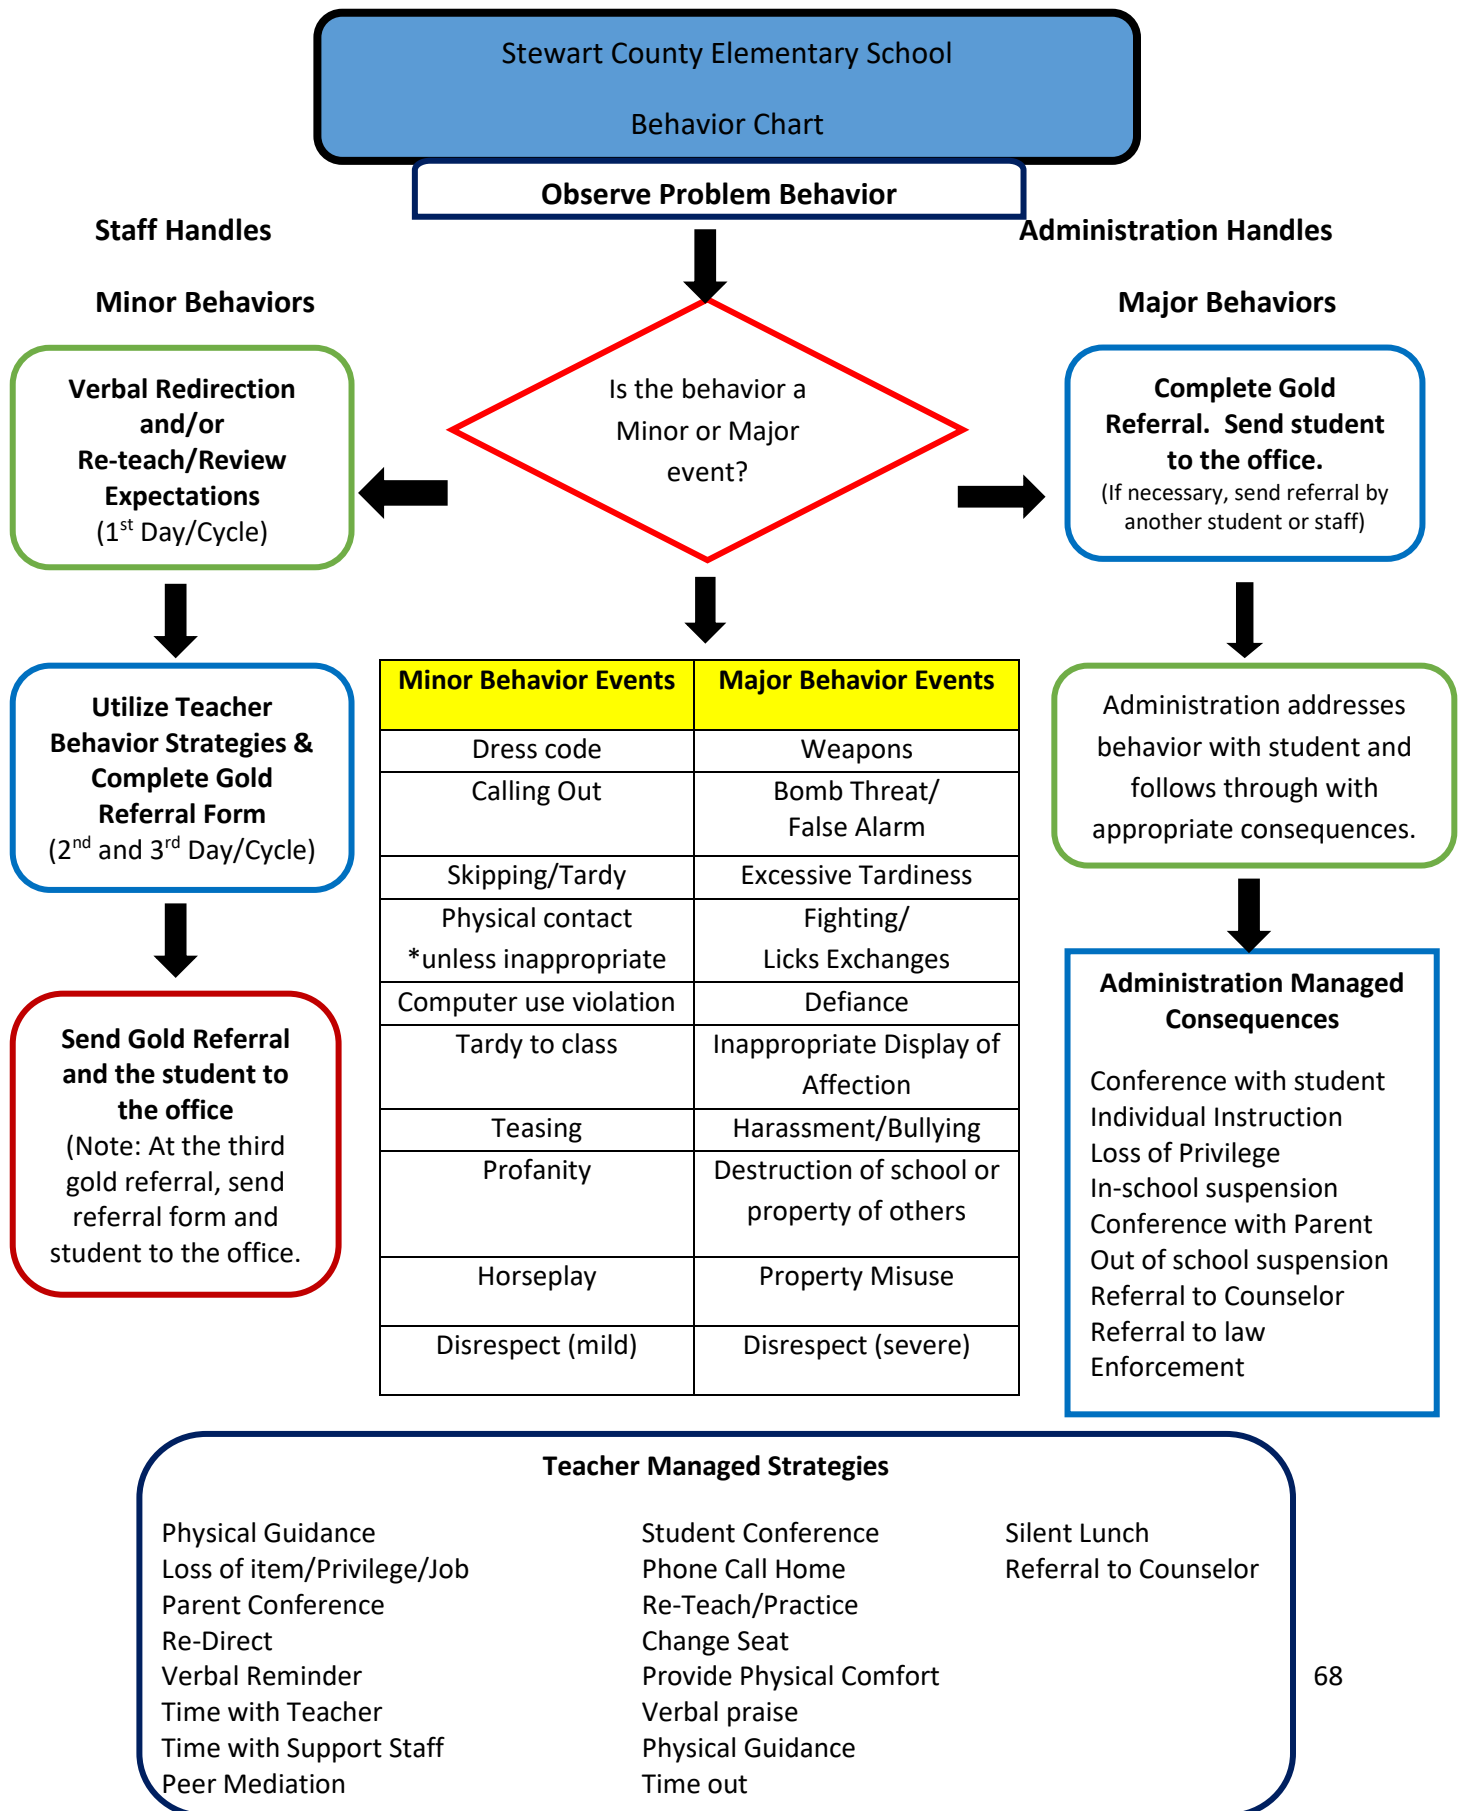 Stewart County Elementary School
Behavior Chart
Observe Problem Behavior
Staff Handles
Minor Behaviors
Administration Handles
Major Behaviors
Verbal Redirection
and/or
Re-teach/Review
Expectations
(1st Day/Cycle)
Is the behavior a
Minor or Major
event?
Complete Gold
Referral.  Send student
to the office.
(If necessary, send referral by
another student or staff)
Utilize Teacher
Behavior Strategies &
Complete Gold
Referral Form
(2nd and 3rd Day/Cycle)
Send Gold Referral
and the student to
the office
(Note: At the third
gold referral, send
referral form and
student to the office.
Minor Behavior Events
Major Behavior Events
Dress code
Weapons
Calling Out
Bomb Threat/
False Alarm
Skipping/Tardy
Excessive Tardiness
Physical contact
*unless inappropriate
Fighting/
Licks Exchanges
Computer use violation
Defiance
Tardy to class
Inappropriate Display of
Affection
Teasing
Harassment/Bullying
Profanity
Destruction of school or
property of others
Horseplay
Property Misuse
Disrespect (mild)
Disrespect (severe)
Administration addresses
behavior with student and
follows through with
appropriate consequences.
Administration Managed
Consequences
Conference with student
Individual Instruction
Loss of Privilege
In-school suspension
Conference with Parent
Out of school suspension
Referral to Counselor
Referral to law
Enforcement
Teacher Managed Strategies
Physical Guidance
Loss of item/Privilege/Job
Parent Conference
Re-Direct
Verbal Reminder
Time with Teacher
Time with Support Staff
Peer Mediation
Student Conference
Phone Call Home
Re-Teach/Practice
Change Seat
Provide Physical Comfort
Verbal praise
Physical Guidance
Time out
Silent Lunch
Referral to Counselor
68